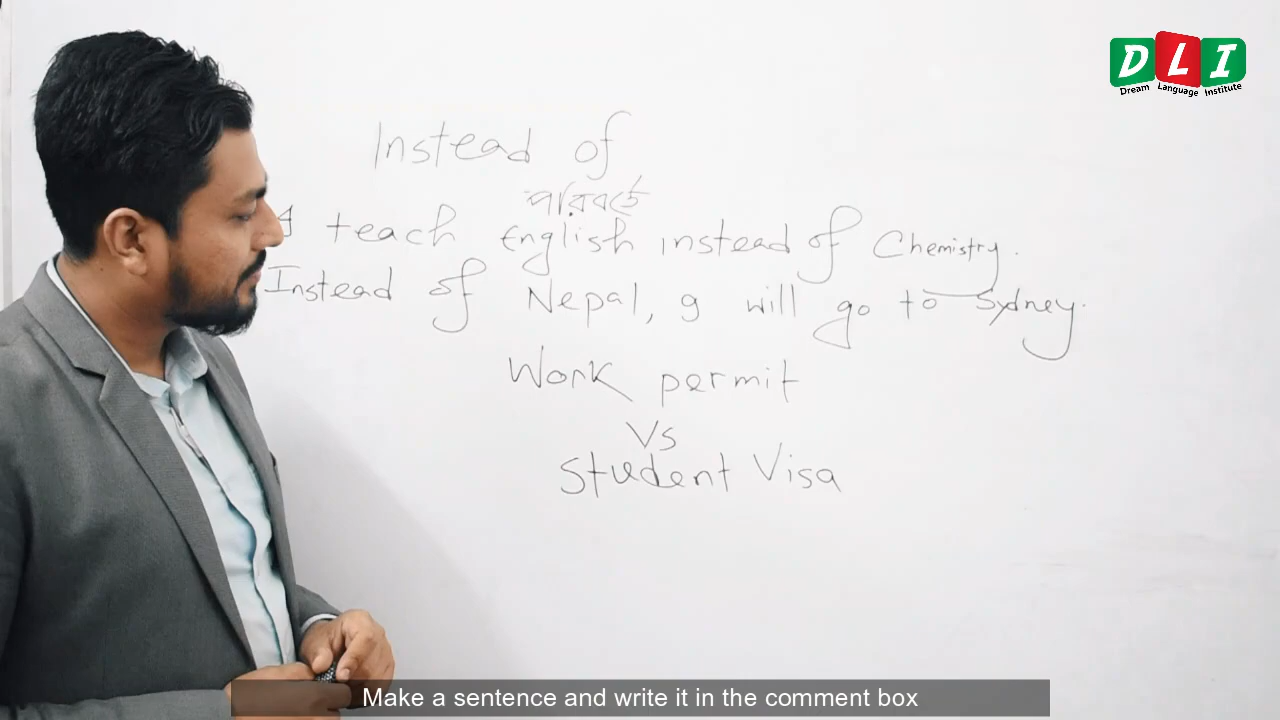 DLI
Dream Language Institute
Instead of
পরিবর্তে
I teach English instead of Chemistry.
Instead of Nepal, I will go to Sydney.
Work permit
Vs
Student Visa
Make a sentence and write it in the comment box